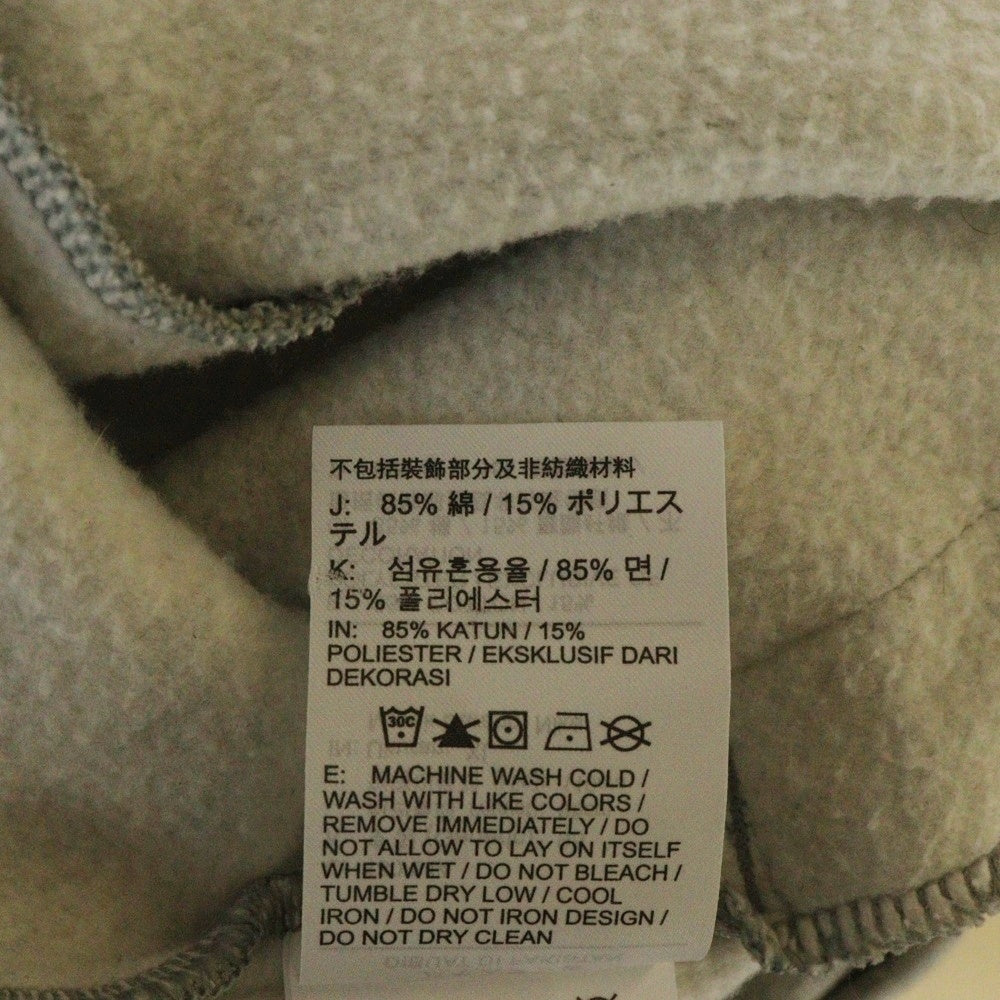 不包括裝飾部分及非紡織材料
J: 85% 綿 / 15% ポリエス
テル
K: 섬유혼용율 / 85% 면 /
15% 폴리에스터
IN: 85% KATUN / 15%
POLIESTER / EKSKLUSIF DARI
DEKORASI
30C
E: MACHINE WASH COLD /
WASH WITH LIKE COLORS /
REMOVE IMMEDIATELY / DO
NOT ALLOW TO LAY ON ITSELF
WHEN WET / DO NOT BLEACH /
TUMBLE DRY LOW / COOL
IRON / DO NOT IRON DESIGN /
DO NOT DRY CLEAN